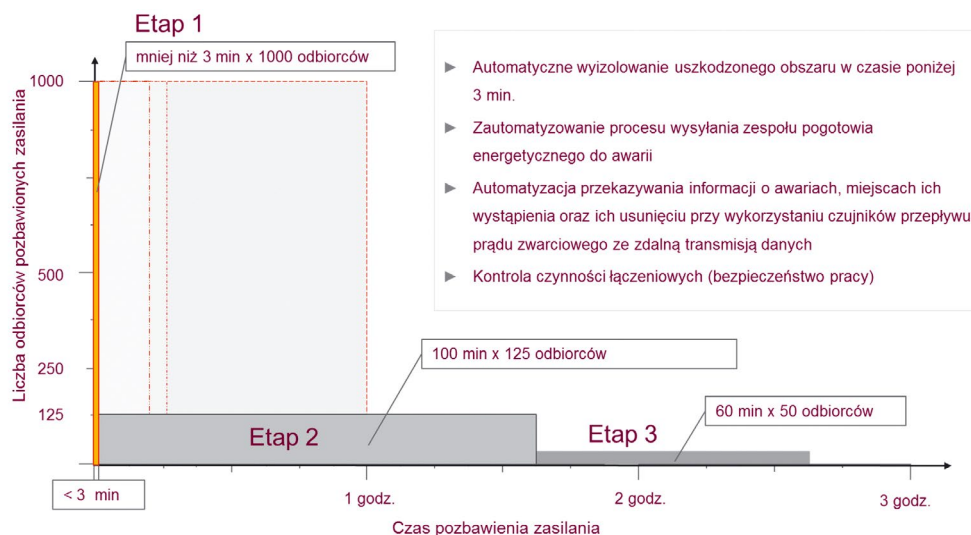 Etap 1
mniej niż 3 min x 1000 odbiorców
► Automatyczne wyizolowanie uszkodzonego obszaru w czasie poniżej
3 min.
► Zautomatyzowanie procesu wysyłania zespołu pogotowia
energetycznego do awarii
► Automatyzacja przekazywania informacji o awariach, miejscach ich
wystąpienia oraz ich usunięciu przy wykorzystaniu czujników przepływu
prądu zwarciowego ze zdalną transmisją danych
► Kontrola czynności łączeniowych (bezpieczeństwo pracy)
Liczba odbiorców pozbawionych zasilania
1000
500
250
125
100 min x 125 odbiorców
60 min x 50 odbiorców
Etap 2
Etap 3
< 3 min
1 godz.
2 godz.
3 godz.
Czas pozbawienia zasilania